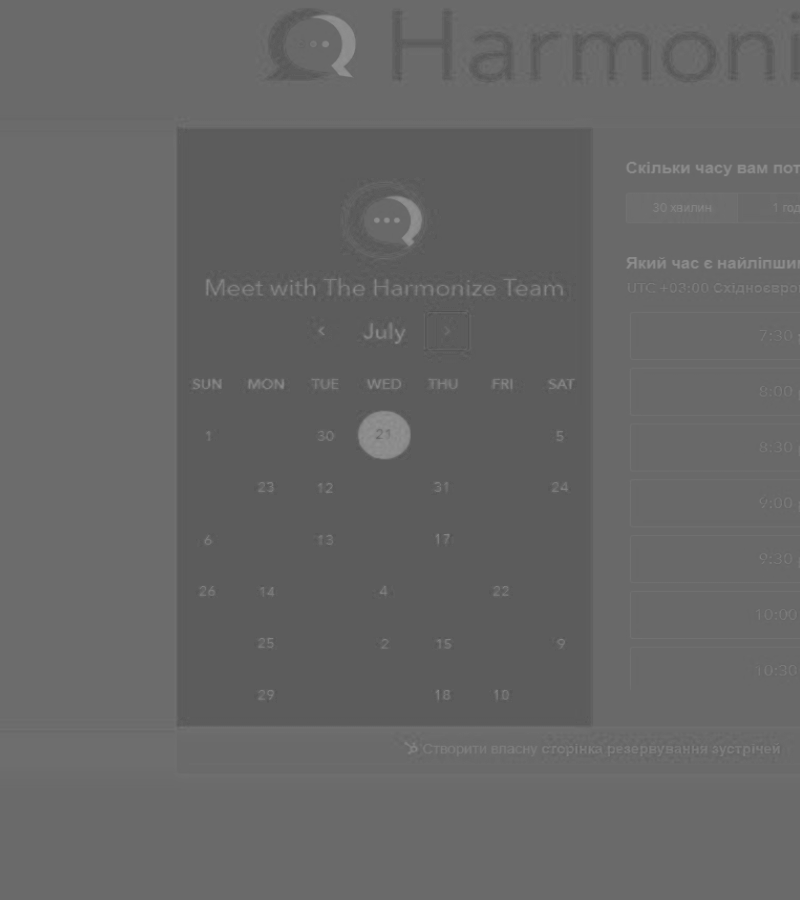 Harmoni
Meet with The Harmonize Team
July
SUN MON TUE WED THU FRI SAT
1 30 21 5
23 12 31 24
6 13 17
26 14 4 22
25 2 15 9
29 18 10
Скільки часу вам пот
30 хвилин 1 год
Який час є найліпши
UTC +03:00 Східноєвро
7:30
8:00
8:30
9:00
9:30
10:00
10:30
Створити власну сторінка резервування зустрічей